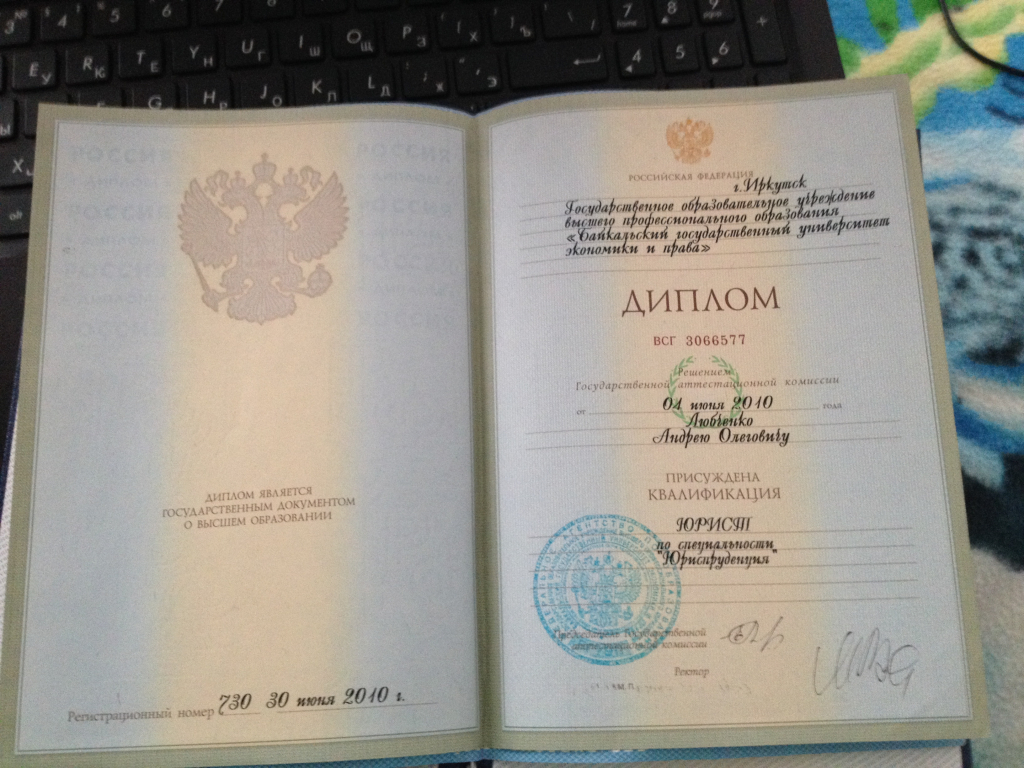 ДИПЛОМ ЯВЛЯЕТСЯ
ГОСУДАРСТВЕННЫМ ДОКУМЕНТОМ
О ВЫСШЕМ ОБРАЗОВАНИИ
Регистрационный номер 730 30 июня 2010 г.
РОССИЙСКАЯ ФЕДЕРАЦИЯ
г.Иркутск
Государственное образовательное учреждение
высшего профессионального образования
«Байкальский государственный университет
экономики и права»
ДИПЛОМ
ВСГ 3066577
Решением
Государственной аттестационной комиссии
от 04 июня 2010 года
Любченко
Андрею Олеговичу
ПРИСУЖДЕНА
КВАЛИФИКАЦИЯ
ЮРИСТ
по специальности
"Юриспруденция"
Председатель Государственной
аттестационной комиссии
Ректор